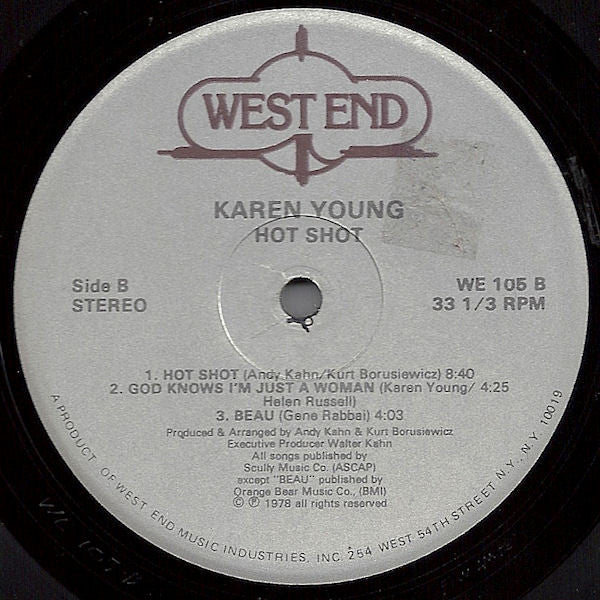 WEST END
KAREN YOUNG
HOT SHOT
Side B
STEREO
WE 105 B
33 1/3 RPM
1. HOT SHOT (Andy Kahn/Kurt Borusiewicz) 8:40
2. GOD KNOWS I'M JUST A WOMAN (Karen Young/ 4:25
Helen Russell)
3. BEAU (Gene Rabbai) 4:03
Produced & Arranged by Andy Kahn & Kurt Borusiewicz
Executive Producer Walter Kahn
All songs published by
Scully Music Co. (ASCAP)
except "BEAU" published by
Orange Bear Music Co., (BMI)
© ℗ 1978 all rights reserved
A PRODUCT OF WEST END MUSIC INDUSTRIES, INC. 254 WEST 54TH STREET N.Y., N.Y. 10019